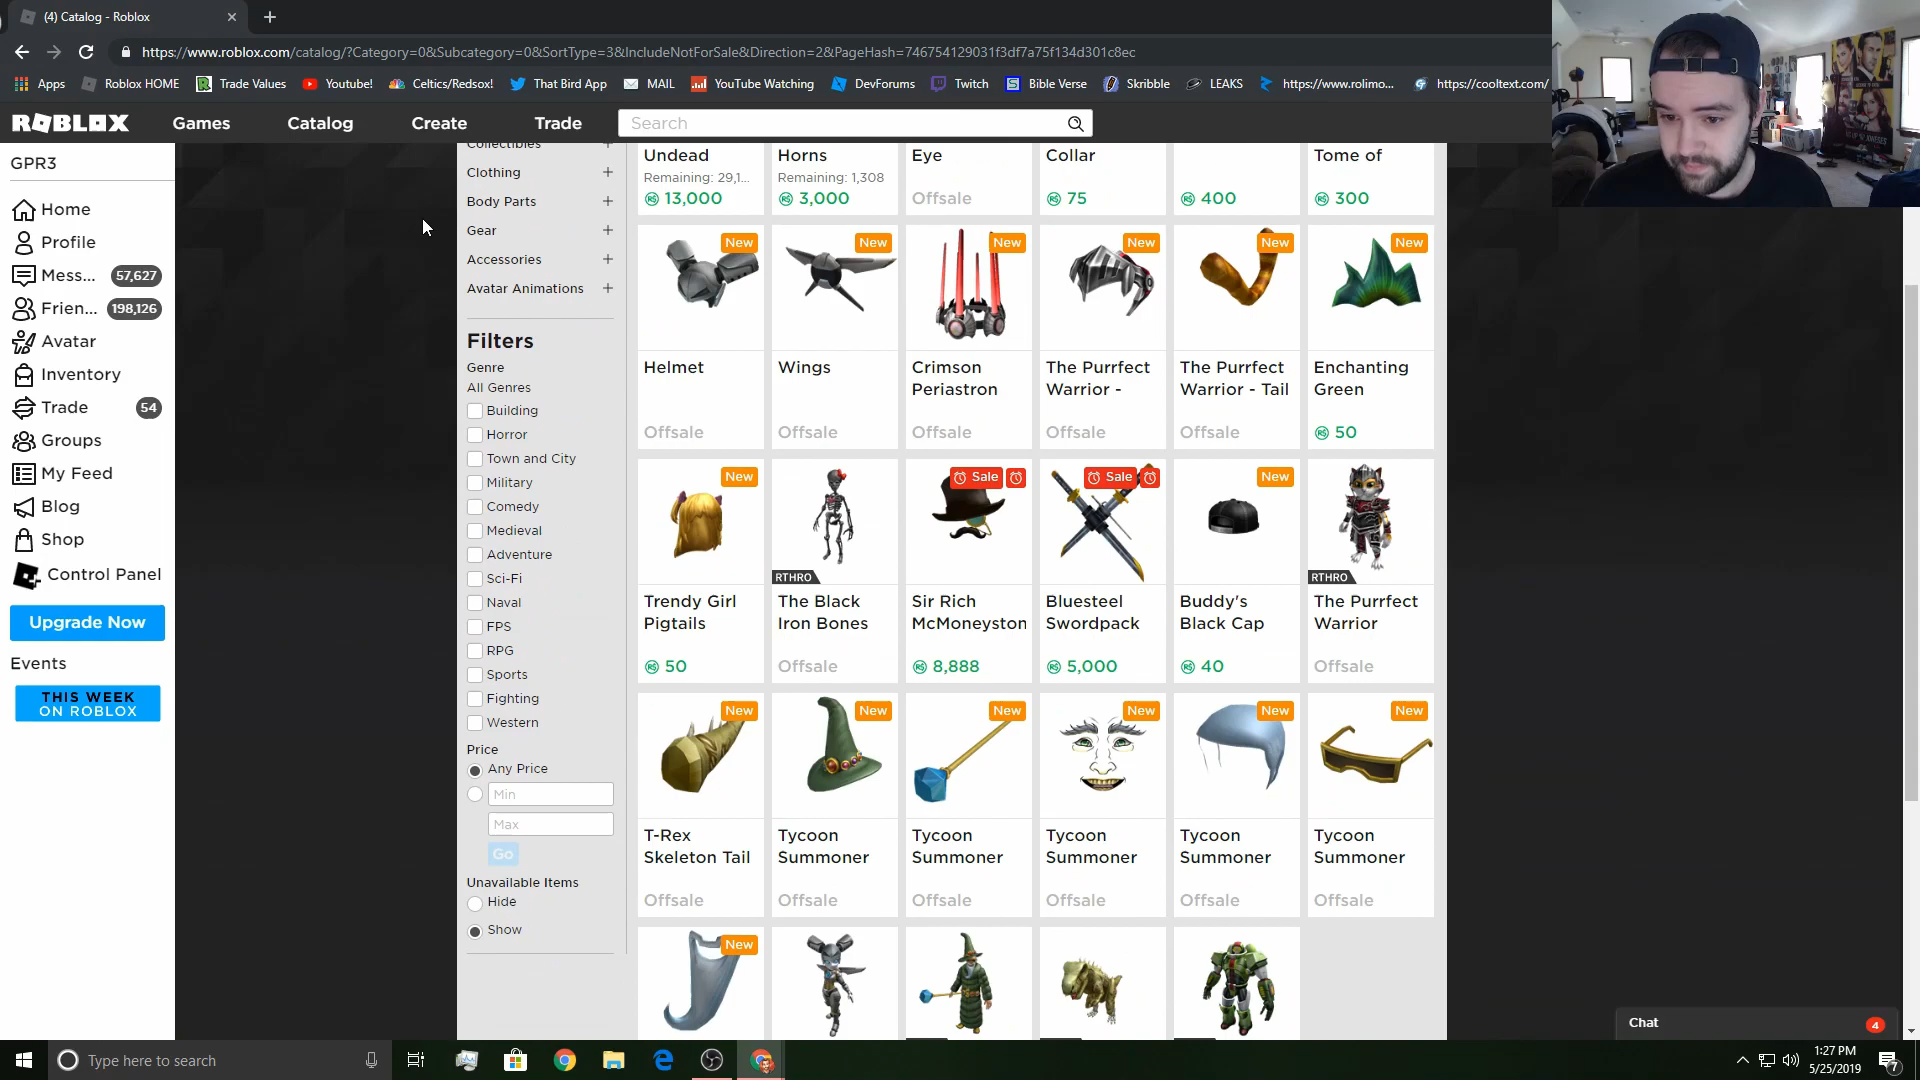 (4) Catalog - Roblox
https://www.roblox.com/catalog/?Category=0&Subcategory=0&SortType=3&IncludeNotForSale&Direction=2&PageHash=746754129031f3df7a75f134d301c8ec
Apps Roblox HOME Trade Values Youtube! Celtics/Redsox! That Bird App MAIL YouTube Watching DevForums Twitch Bible Verse Skribble LEAKS https://www.rolimo... https://cooltext.com/
ROBLOX Games Catalog Create Trade Search
GPR3
Home
Profile
Mess... 57,627
Frien... 198,126
Avatar
Inventory
Trade 54
Groups
My Feed
Blog
Shop
Control Panel
Upgrade Now
Events
THIS WEEK
ON ROBLOX
Collectibles +
Clothing +
Body Parts +
Gear +
Accessories +
Avatar Animations +
Filters
Genre
All Genres
Building
Horror
Town and City
Military
Comedy
Medieval
Adventure
Sci-Fi
Naval
FPS
RPG
Sports
Fighting
Western
Price
Any Price
Min
Max
Go
Unavailable Items
Hide
Show
Undead Horns Eye Collar Tome of
Remaining: 29,1... Remaining: 1,308
13,000 3,000 Offsale 75 400 300
New New New New New New
Helmet Wings Crimson The Purrfect The Purrfect Enchanting
Periastron Warrior - Warrior - Tail Green
Offsale Offsale Offsale Offsale Offsale 50
New Sale Sale New
RTHRO RTHRO
Trendy Girl The Black Sir Rich Bluesteel Buddy's The Purrfect
Pigtails Iron Bones McMoneyston Swordpack Black Cap Warrior
50 Offsale 8,888 5,000 40 Offsale
New New New New New New
T-Rex Tycoon Tycoon Tycoon Tycoon Tycoon
Skeleton Tail Summoner Summoner Summoner Summoner Summoner
Offsale Offsale Offsale Offsale Offsale Offsale
New
Chat 4
Type here to search
1:27 PM
5/25/2019
7